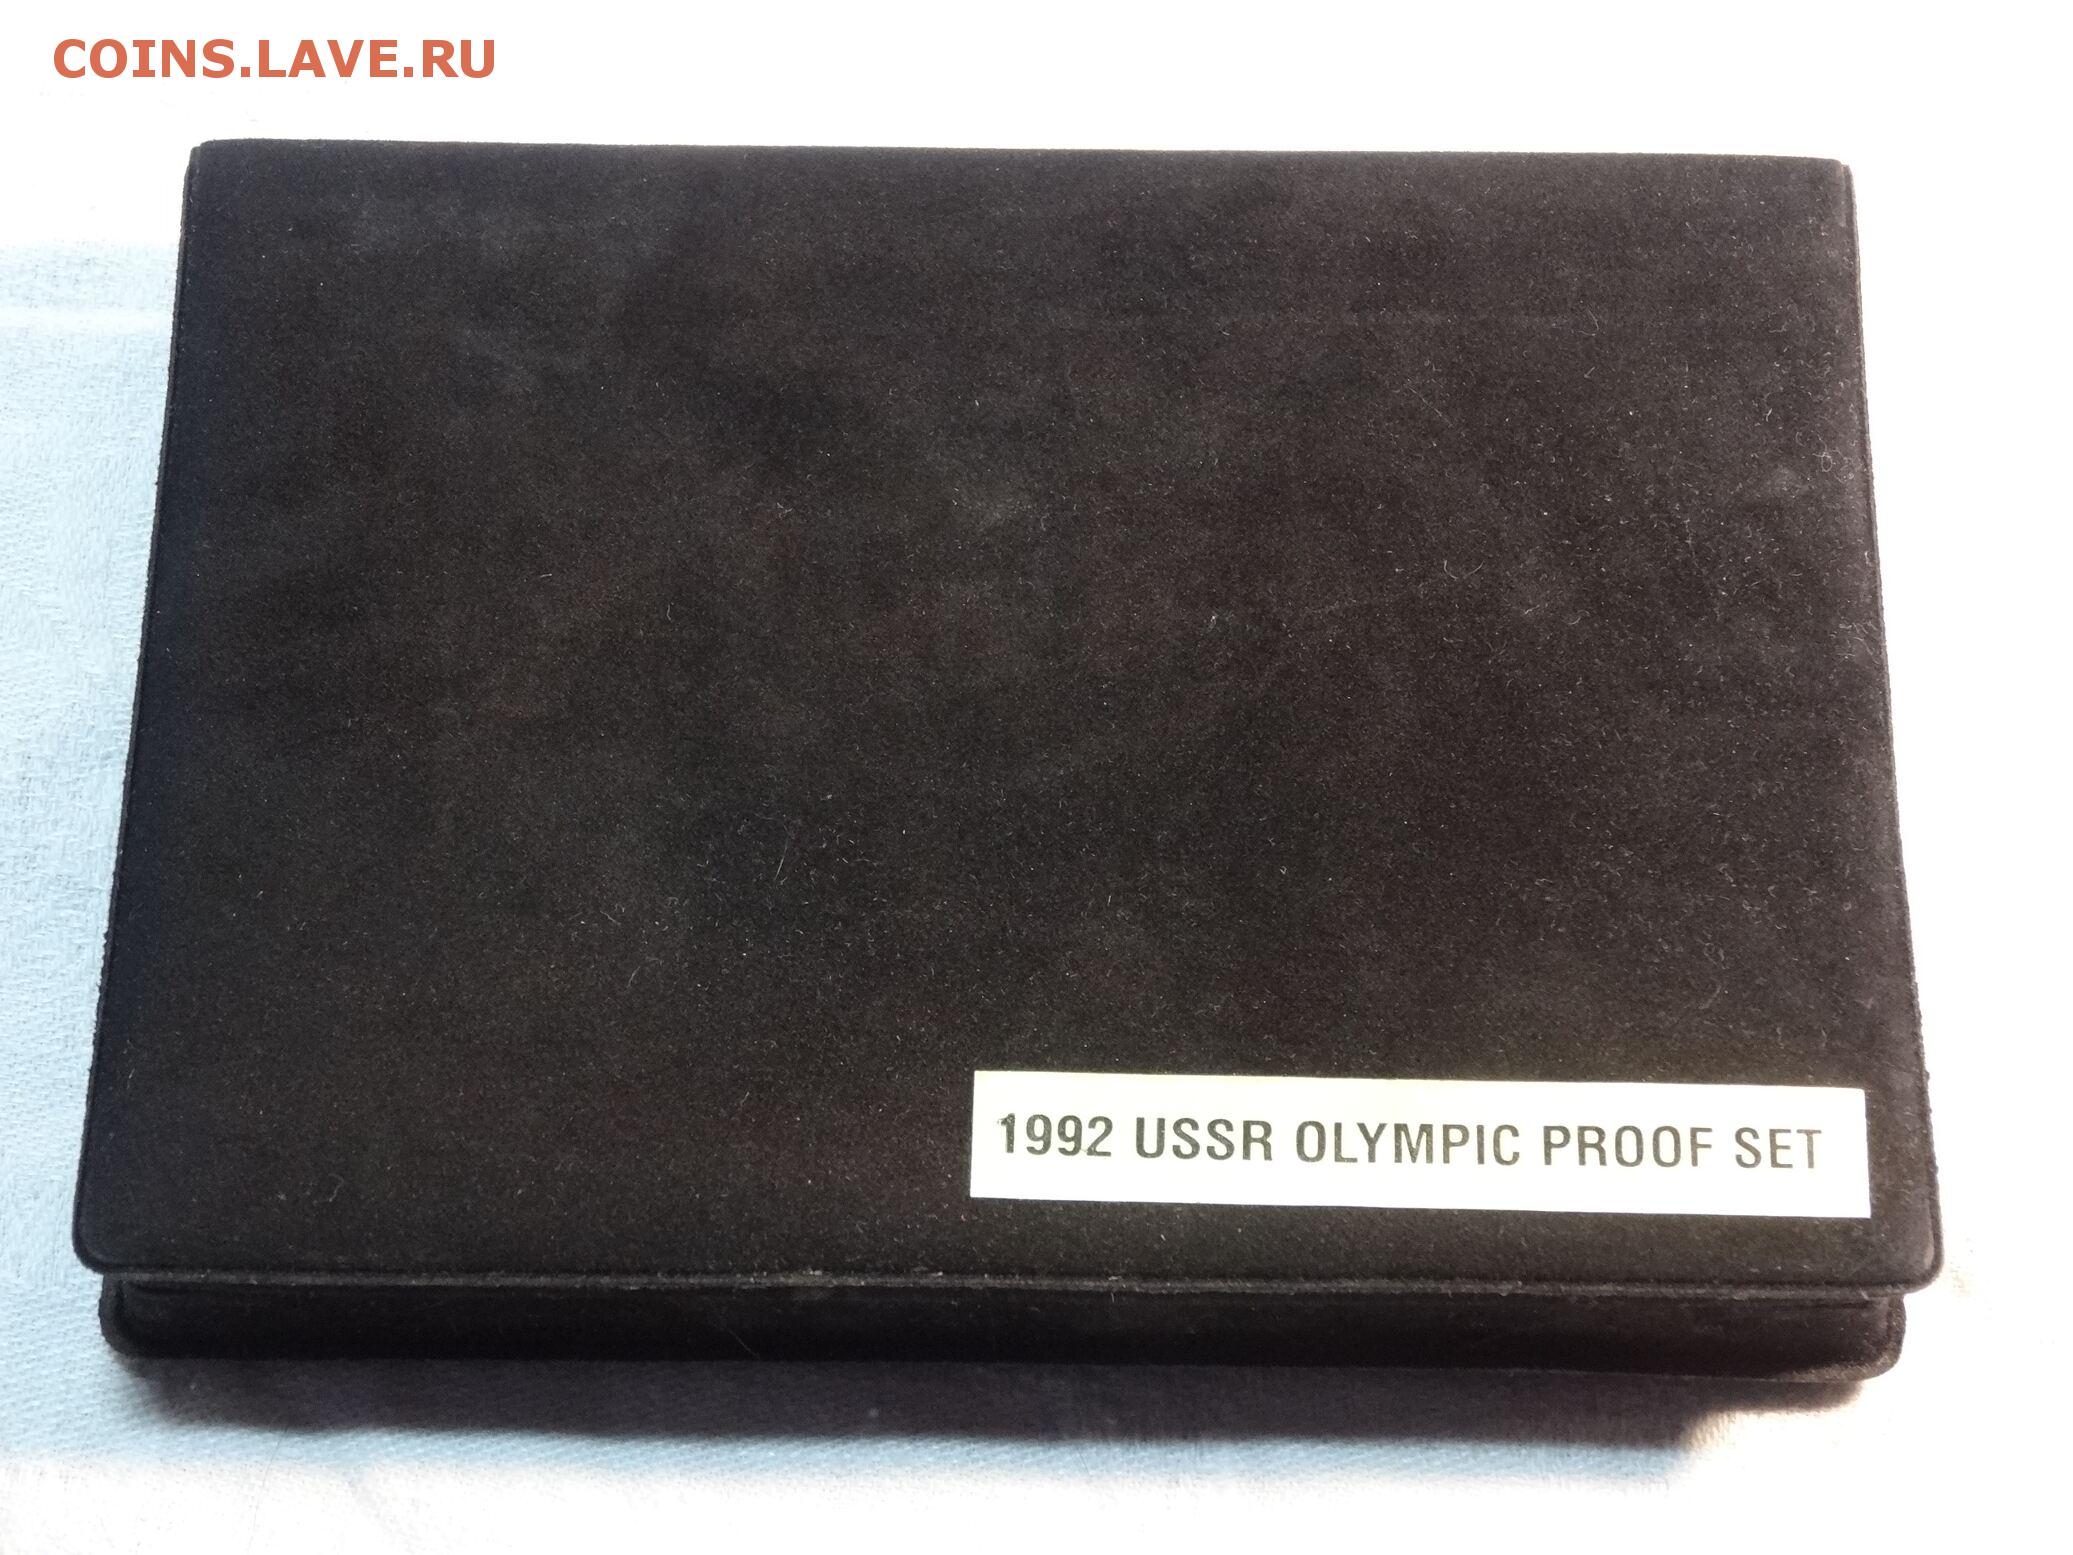 COINS.LAVE.RU
1992 USSR OLYMPIC PROOF SET